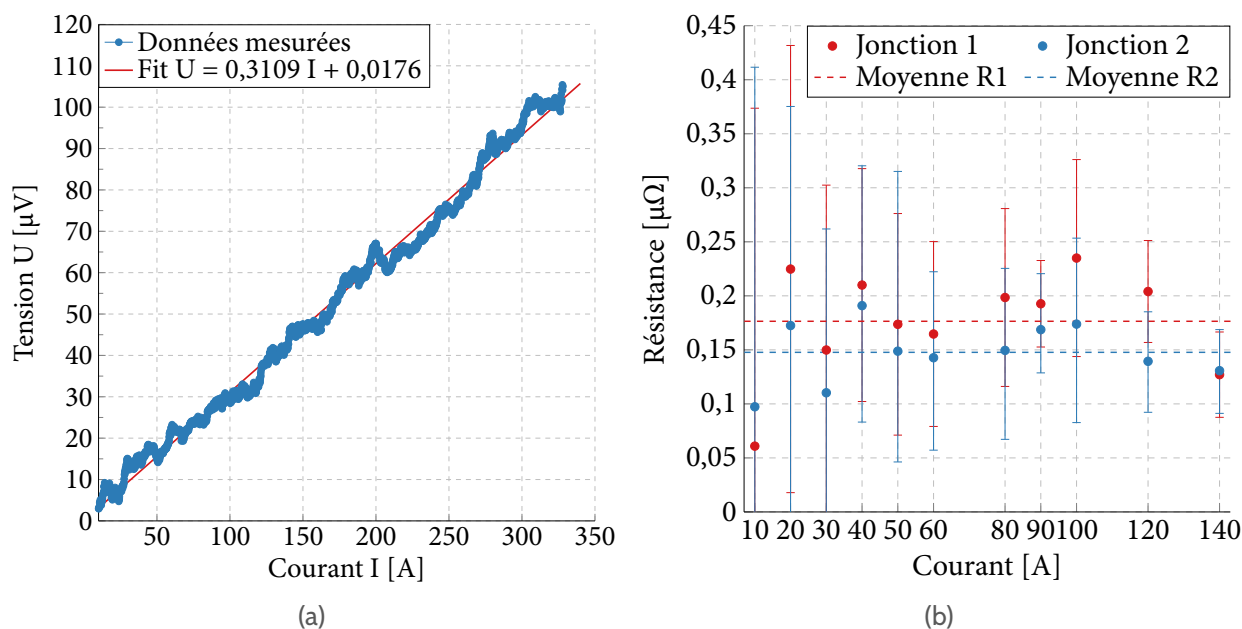 120
110
100
90
80
70
60
50
40
30
20
10
0
Tension U [µV]
Données mesurées
Fit U = 0,3109 I + 0,0176
50 100 150 200 250 300 350
Courant I [A]
(a)
0,45
0,4
0,35
0,3
0,25
0,2
0,15
0,1
0,05
0
Résistance [µΩ]
Jonction 1 Jonction 2
Moyenne R1 Moyenne R2
10 20 30 40 50 60 80 90 100 120 140
Courant [A]
(b)